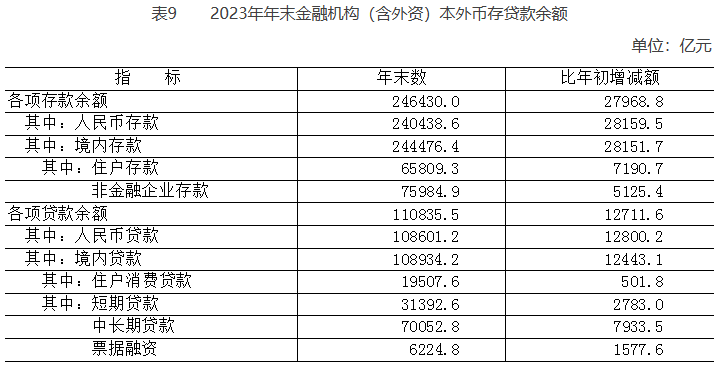 表9 2023年年末金融机构（含外资）本外币存贷款余额
单位：亿元
指 标 年末数 比年初增减额
各项存款余额 246430.0 27968.8
其中：人民币存款 240438.6 28159.5
其中：境内存款 244476.4 28151.7
其中：住户存款 65809.3 7190.7
非金融企业存款 75984.9 5125.4
各项贷款余额 110835.5 12711.6
其中：人民币贷款 108601.2 12800.2
其中：境内贷款 108934.2 12443.1
其中：住户消费贷款 19507.6 501.8
其中：短期贷款 31392.6 2783.0
中长期贷款 70052.8 7933.5
票据融资 6224.8 1577.6